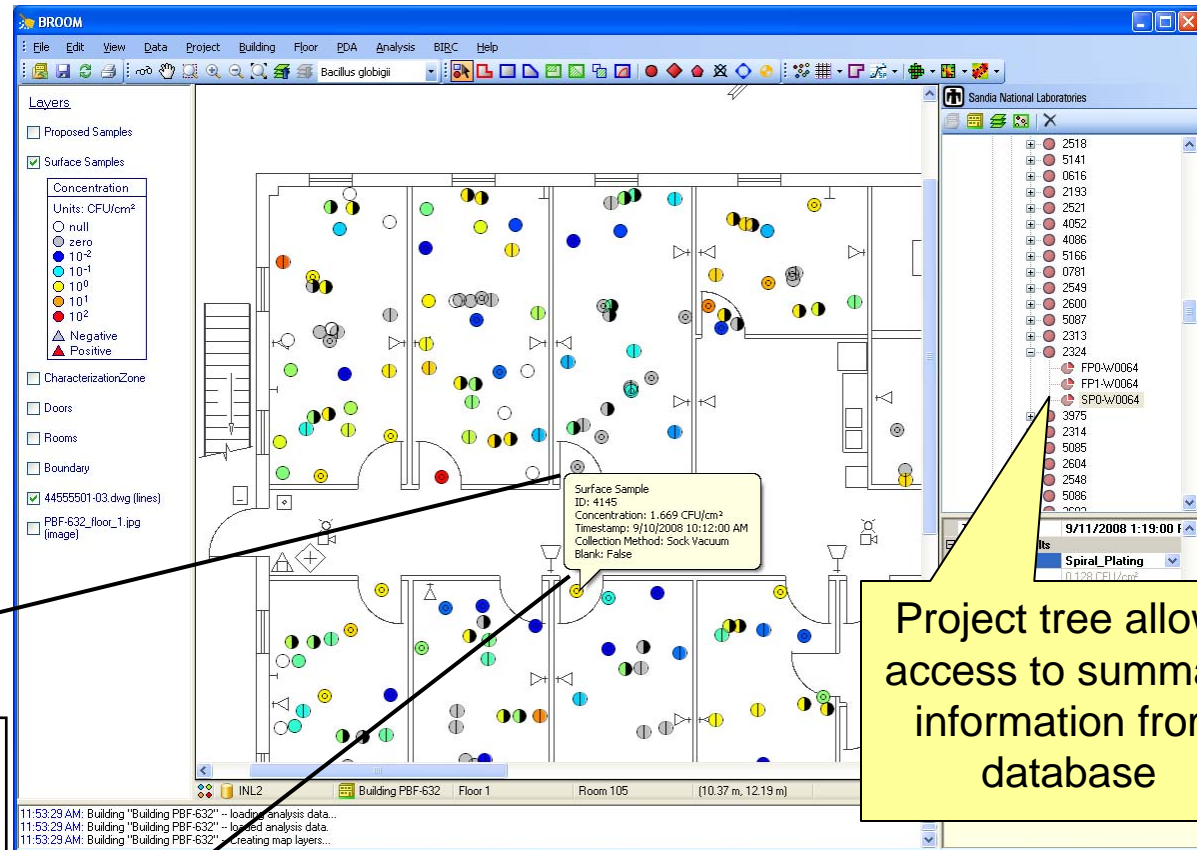 BROOM
File Edit View Data Project Building Floor PDA Analysis BIRC Help
Bacillus globigii
Layers
Proposed Samples
Surface Samples
Concentration
Units: CFU/cm²
null
zero
10⁻²
10⁻¹
10⁰
10¹
10²
Negative
Positive
CharacterizationZone
Doors
Rooms
Boundary
44555501-03.dwg (lines)
PBF-632_floor_1.jpg
(image)
Surface Sample
ID: 4145
Concentration: 1.669 CFU/cm²
Timestamp: 9/10/2008 10:12:00 AM
Collection Method: Sock Vacuum
Blank: False
Sandia National Laboratories
2518
5141
0616
2193
2521
4052
4086
5166
0781
2549
2600
5087
2313
2324
FP0-W0064
FP1-W0064
SP0-W0064
3975
2314
5085
2604
2548
5086
9/11/2008 1:19:00
Spiral_Plating
0.128 CFU/cm²
Project tree allow
access to summa
information from
database
INL2 Building PBF-632 Floor 1 Room 105 (10.37 m, 12.19 m)
11:53:29 AM: Building "Building PBF-632" -- loading analysis data...
11:53:29 AM: Building "Building PBF-632" -- loaded analysis data.
11:53:29 AM: Building "Building PBF-632" -- Creating map layers...